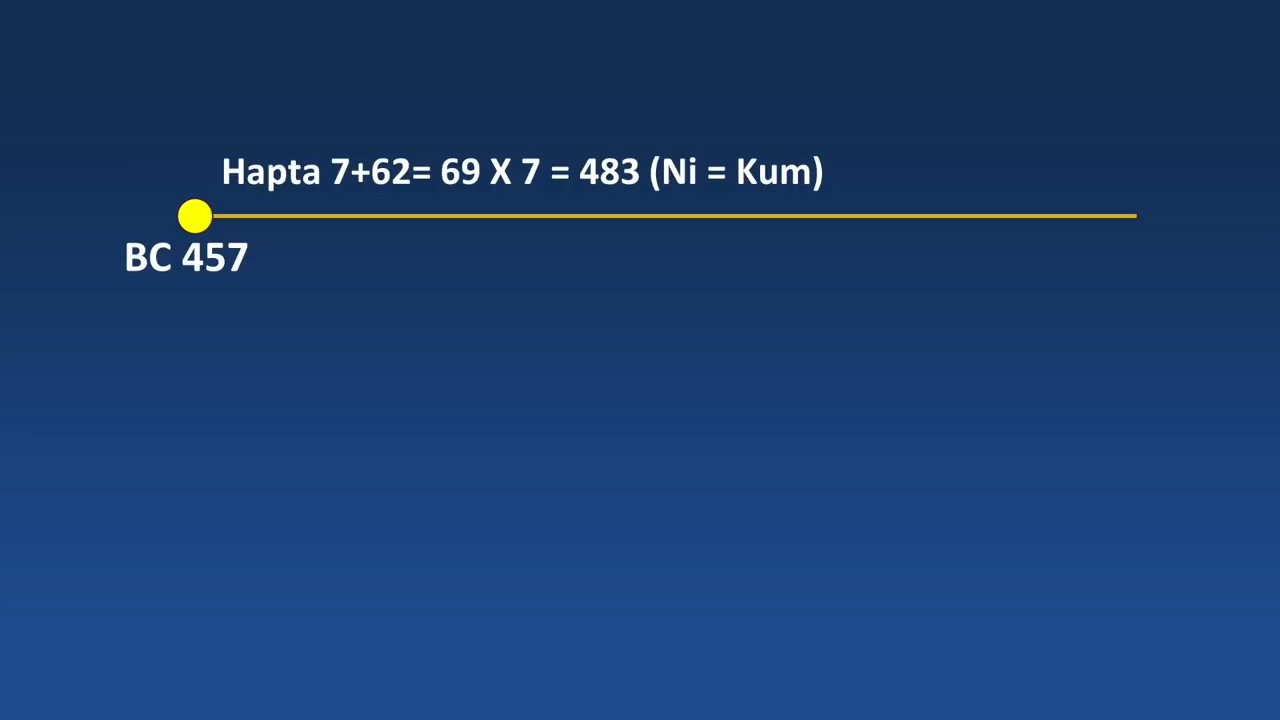 Hapta 7+62= 69 X 7 = 483 (Ni = Kum)
BC 457